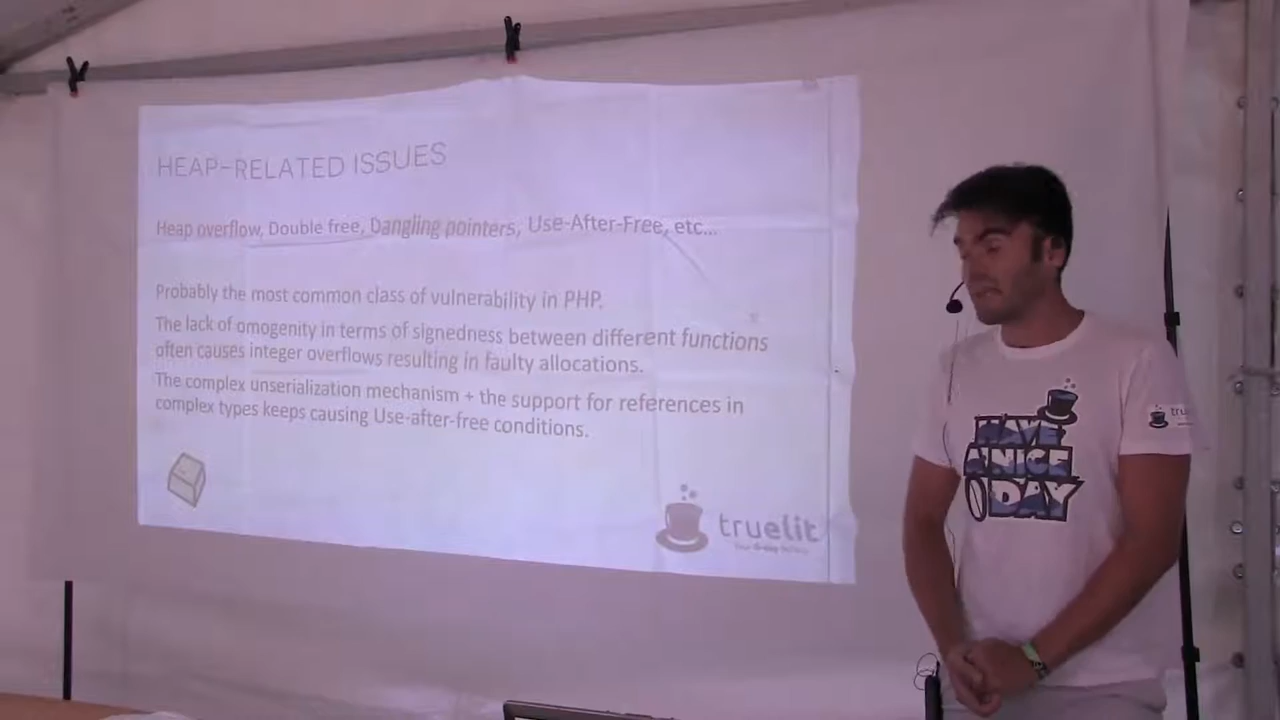 HEAP-RELATED ISSUES
Heap overflow, Double free, Dangling pointers, Use-After-Free, etc...
Probably the most common class of vulnerability in PHP.
The lack of omogenity in terms of signedness between different functions
often causes integer overflows resulting in faulty allocations.
The complex unserialization mechanism + the support for references in
complex types keeps causing Use-after-free conditions.
truelit
HAVE
A NICE
0DAY